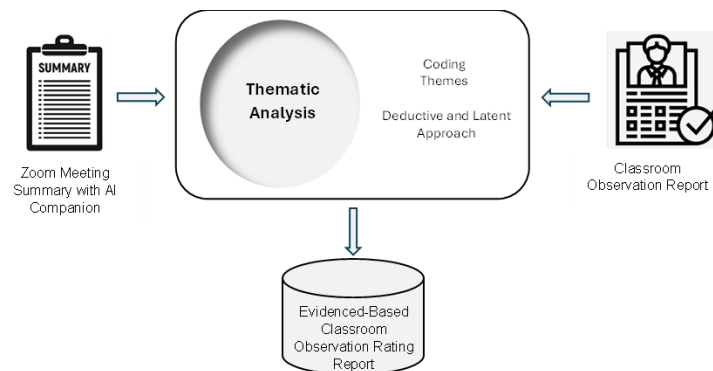 SUMMARY
Zoom Meeting
Summary with AI
Companion
Thematic
Analysis
Coding
Themes
Deductive and Latent
Approach
Classroom
Observation Report
Evidenced-Based
Classroom
Observation Rating
Report